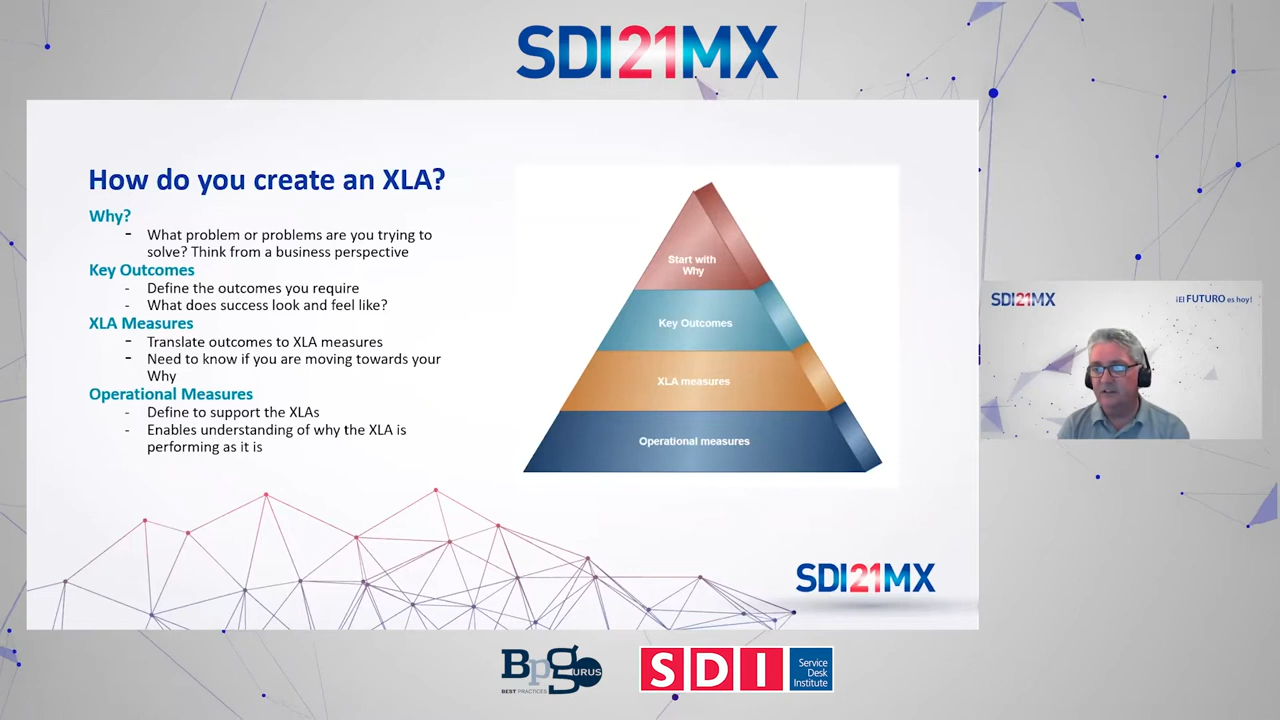 SDI21MX
How do you create an XLA?
Why?
- What problem or problems are you trying to
solve? Think from a business perspective
Key Outcomes
- Define the outcomes you require
- What does success look and feel like?
XLA Measures
- Translate outcomes to XLA measures
- Need to know if you are moving towards your
Why
Operational Measures
- Define to support the XLAs
- Enables understanding of why the XLA is
performing as it is
Start with
Why
Key Outcomes
XLA measures
Operational measures
SDI21MX
SDI21MX
¡El FUTURO es hoy!
BpGURUS
BEST PRACTICES
SDI
Service
Desk
Institute